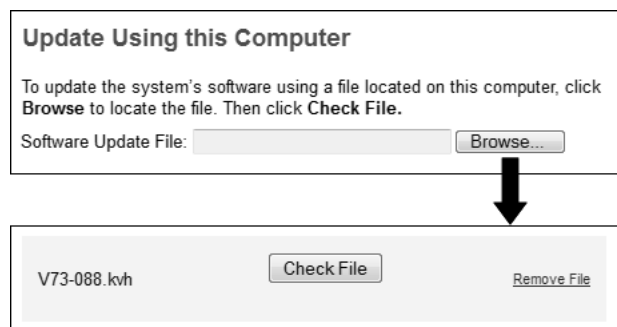 Update Using this Computer
To update the system's software using a file located on this computer, click
Browse to locate the file. Then click Check File.
Software Update File: Browse...
V73-088.kvh Check File Remove File